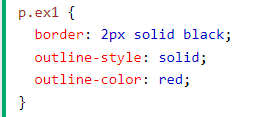 p.ex1 {
  border: 2px solid black;
  outline-style: solid;
  outline-color: red;
}